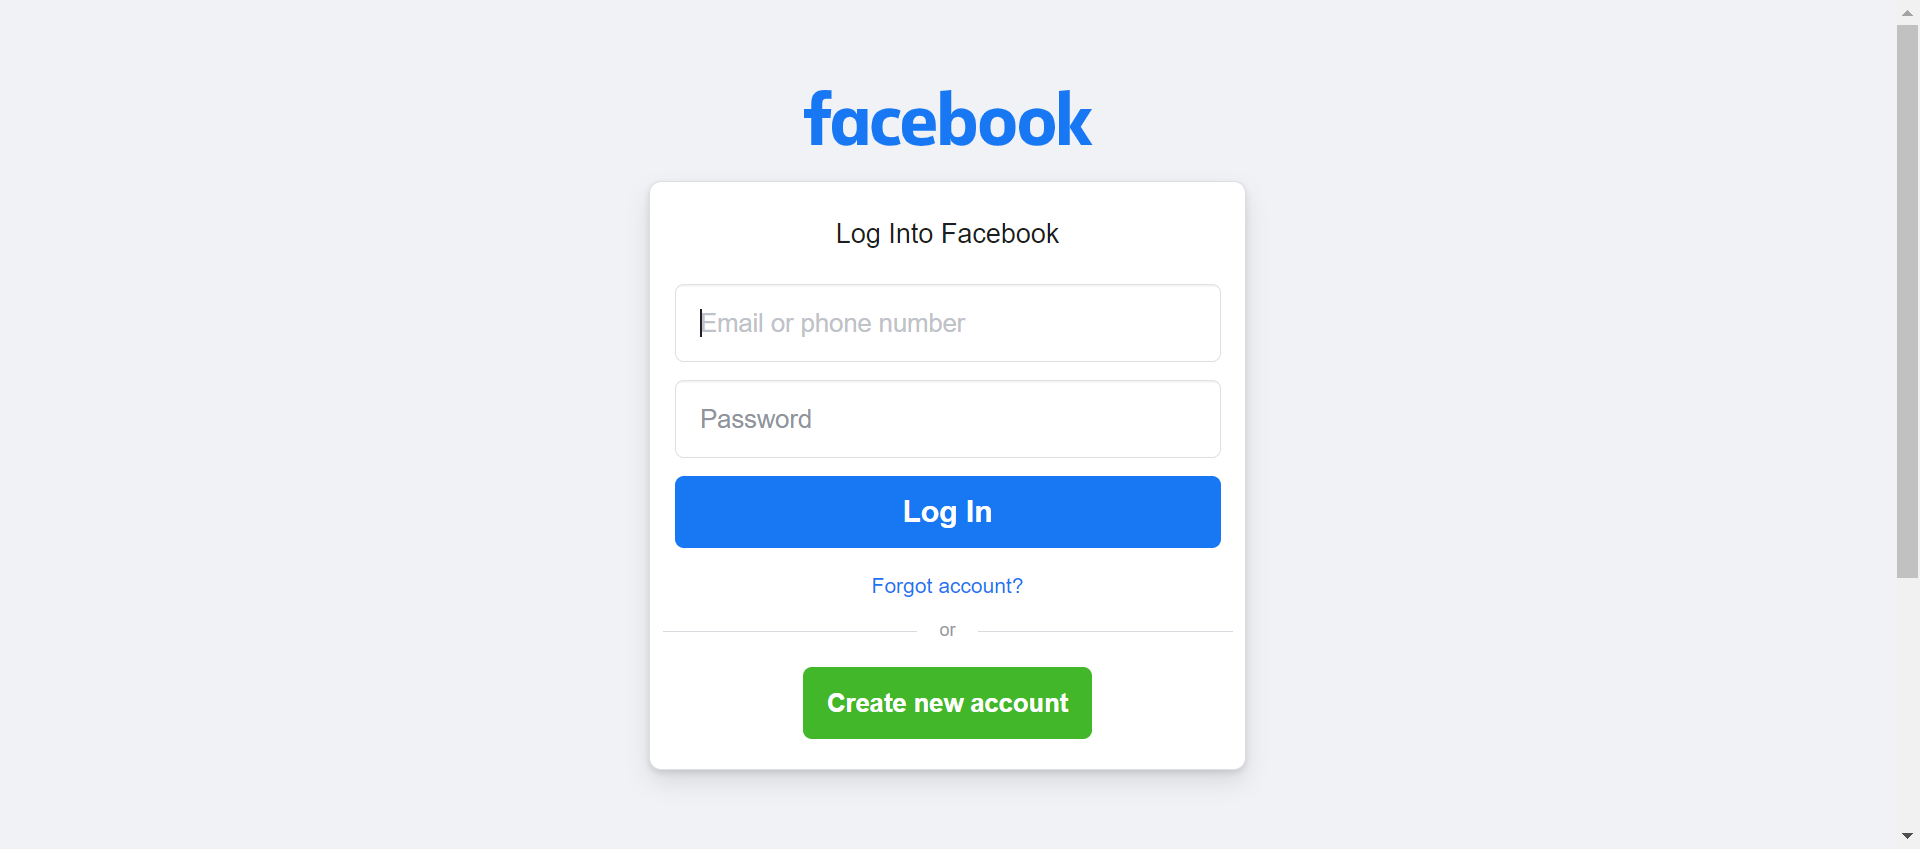 facebook
Log Into Facebook
Email or phone number
Password
Log In
Forgot account?
or
Create new account